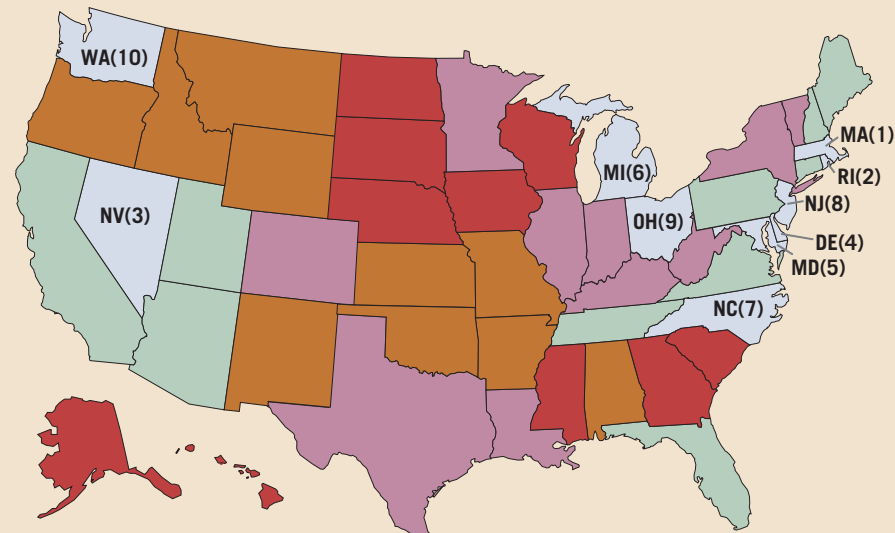 WA(10)
MA(1)
MI(6)
RI(2)
NV(3)
OH(9)
NJ(8)
DE(4)
MD(5)
NC(7)